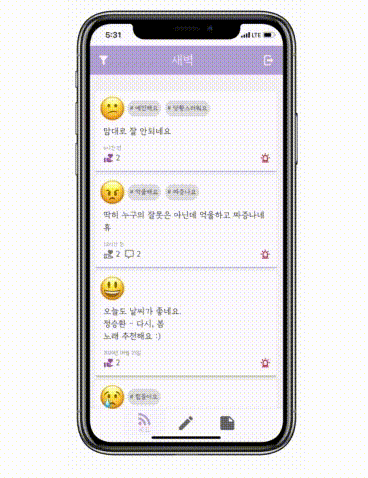 5:31
LTE
새벽
# 예민해요
# 당황스러워요
맘대로 잘 안되네요
2
# 억울해요
# 짜증나요
딱히 누구의 잘못은 아닌데 억울하고 짜증나네
휴
2
2
오늘도 날씨가 좋네요.
정승환 - 다시, 봄
노래 추천해요 :)
2
# 힘들어요